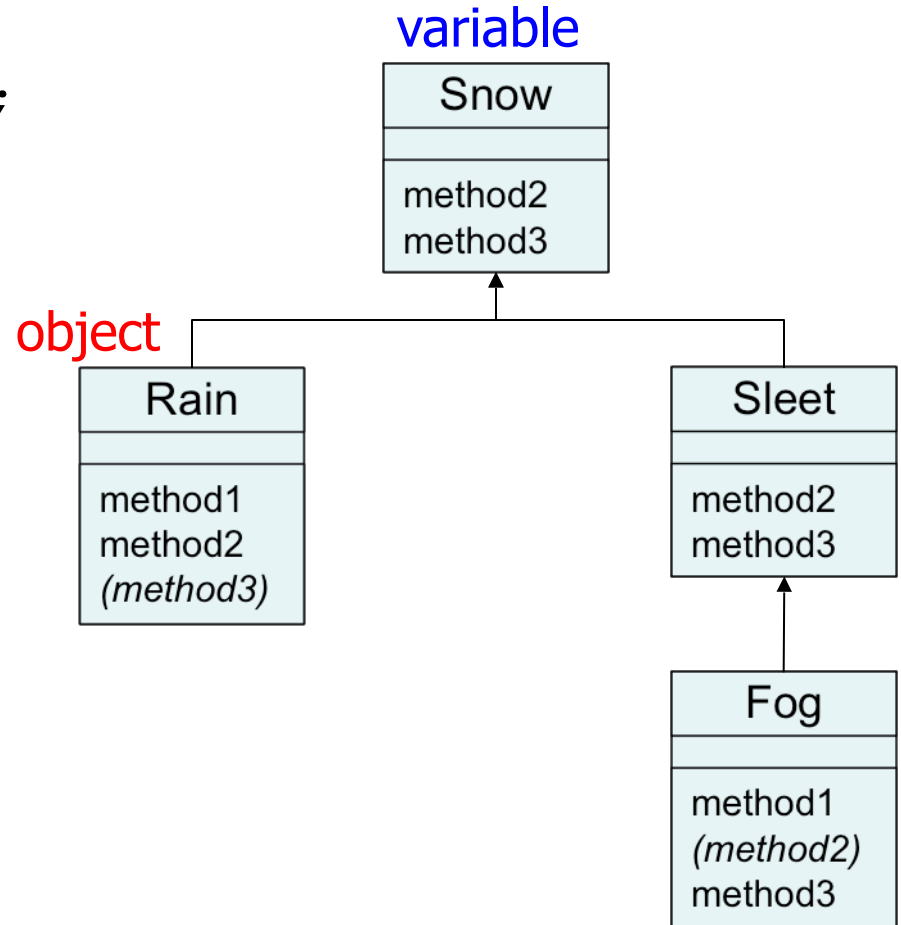 variable
;
Snow
method2
method3
object
Rain
method1
method2
(method3)
Sleet
method2
method3
Fog
method1
(method2)
method3